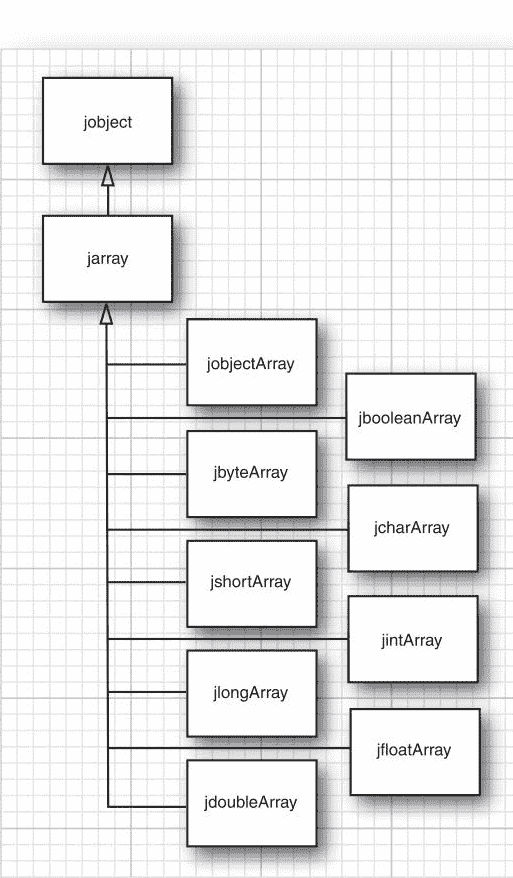 jobject
jarray
jobjectArray
jbooleanArray
jbyteArray
jcharArray
jshortArray
jintArray
jlongArray
jfloatArray
jdoubleArray